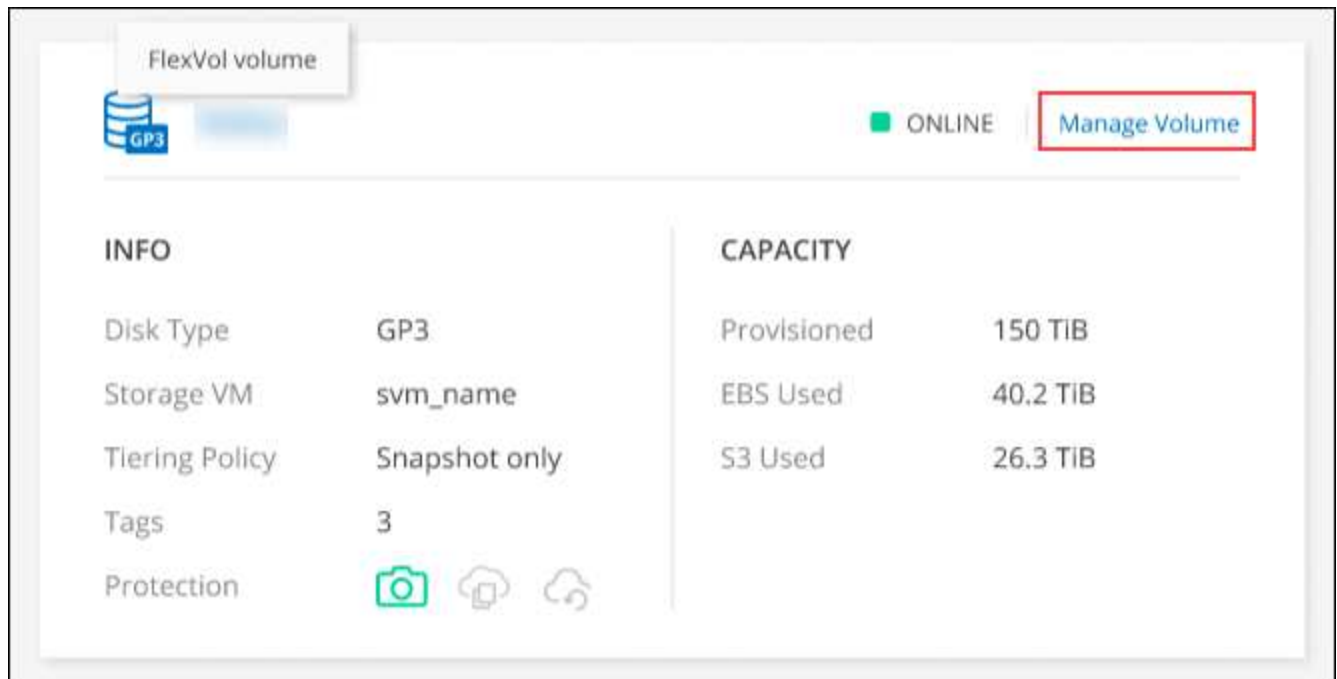 FlexVol volume
GP3
ONLINE
Manage Volume
INFO
Disk Type GP3
Storage VM svm_name
Tiering Policy Snapshot only
Tags 3
Protection
CAPACITY
Provisioned 150 TiB
EBS Used 40.2 TiB
S3 Used 26.3 TiB